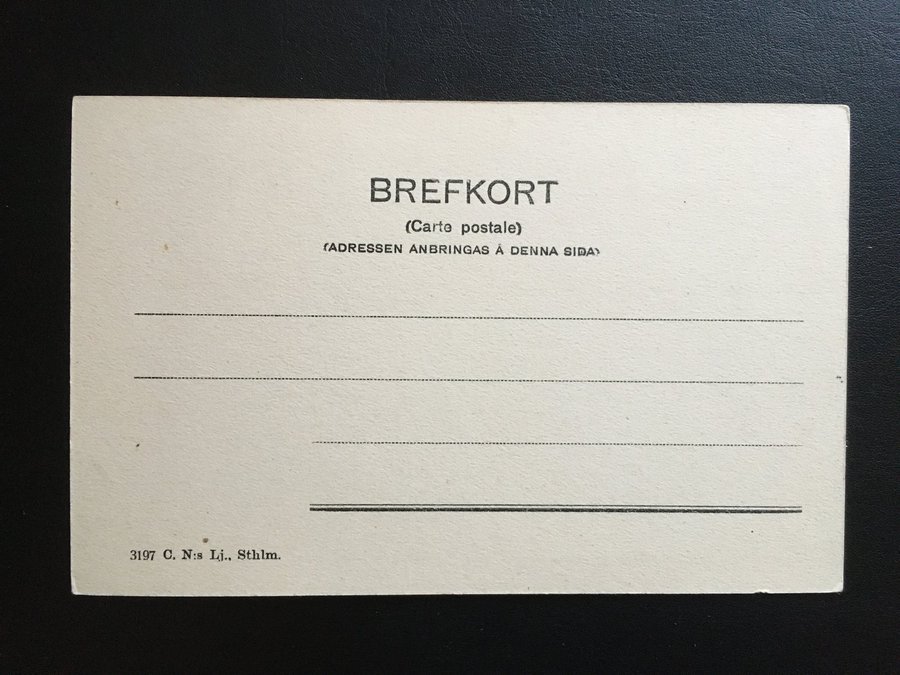 BREFKORT
(Carte postale)
(ADRESSEN ANBRINGAS Å DENNA SIDA)
3197 C. N:s Lj., Sthlm.